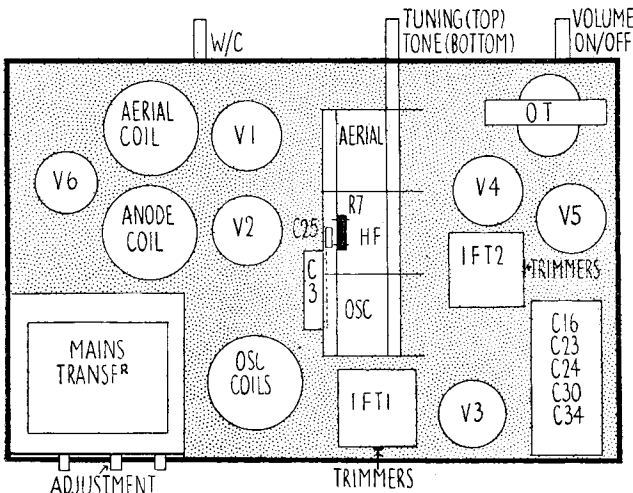 W/C
TUNING (TOP)
TONE (BOTTOM)
VOLUME
ON/OFF
AERIAL
COIL
V1
AERIAL
OT
V6
ANODE
COIL
V2
R7
C25
HF
V4
V5
C
3
IFT2
TRIMMERS
OSC
MAINS
TRANSFR
OSC
COILS
IFT1
V3
C16
C23
C24
C30
C34
ADJUSTMENT
TRIMMERS